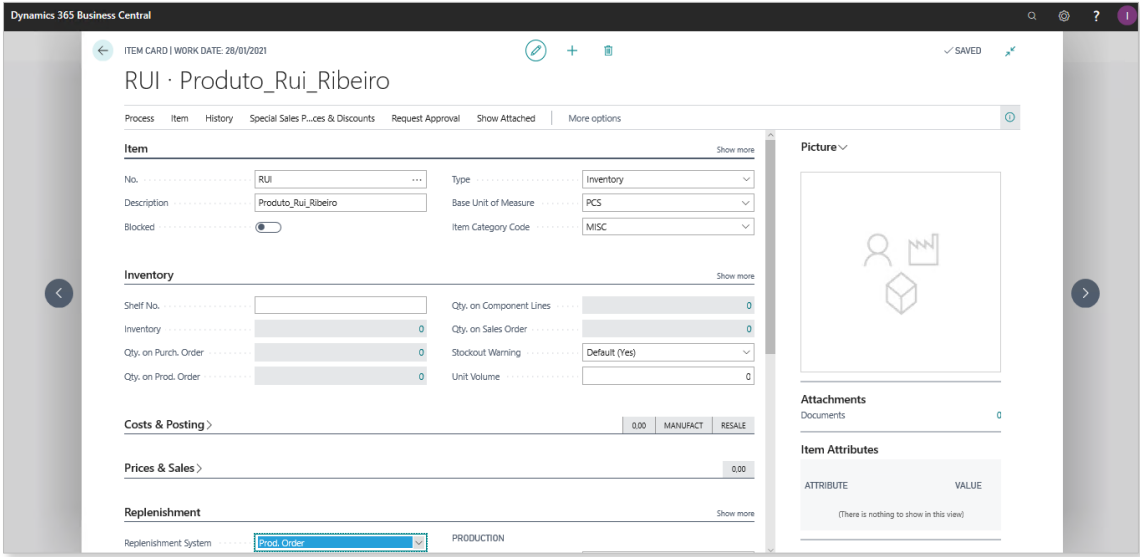 Dynamics 365 Business Central
?
I
ITEM CARD | WORK DATE: 28/01/2021
SAVED
RUI · Produto_Rui_Ribeiro
Process Item History Special Sales P...ces & Discounts Request Approval Show Attached More options
Item Show more
No. RUI ... Type Inventory
Description Produto_Rui_Ribeiro Base Unit of Measure PCS
Blocked Item Category Code MISC
Inventory Show more
Shelf No. Qty. on Component Lines 0
Inventory 0 Qty. on Sales Order 0
Qty. on Purch. Order 0 Stockout Warning Default (Yes)
Qty. on Prod. Order 0 Unit Volume 0
Costs & Posting 0,00 MANUFACT RESALE
Prices & Sales 0,00
Replenishment Show more
Replenishment System Prod. Order PRODUCTION
Picture
Attachments
Documents 0
Item Attributes
ATTRIBUTE VALUE
(There is nothing to show in this view)